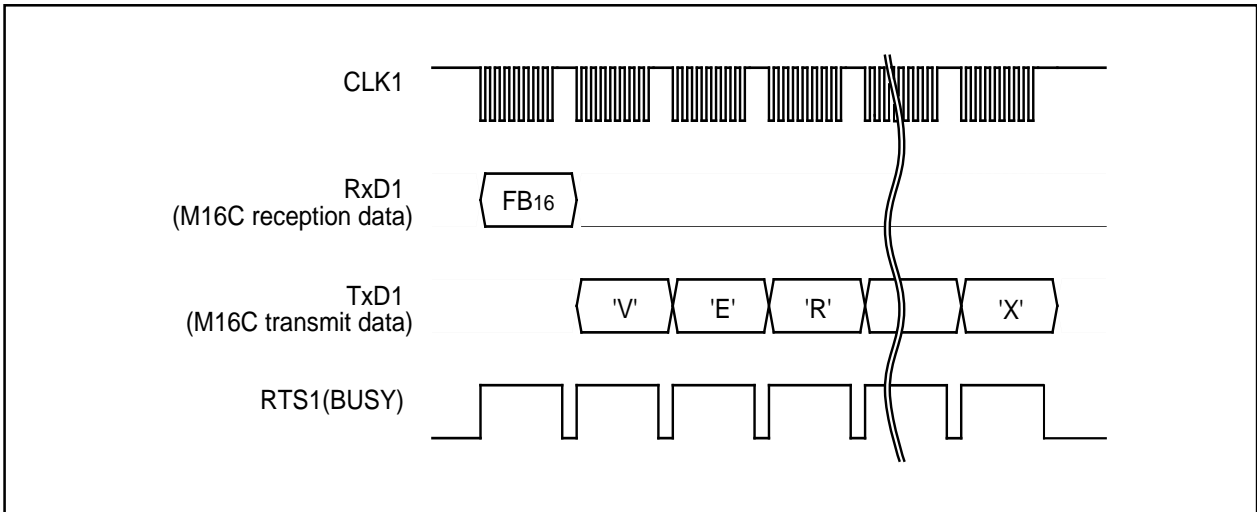 CLK1
RxD1
(M16C reception data)
FB16
TxD1
(M16C transmit data)
'V' 'E' 'R' 'X'
RTS1(BUSY)